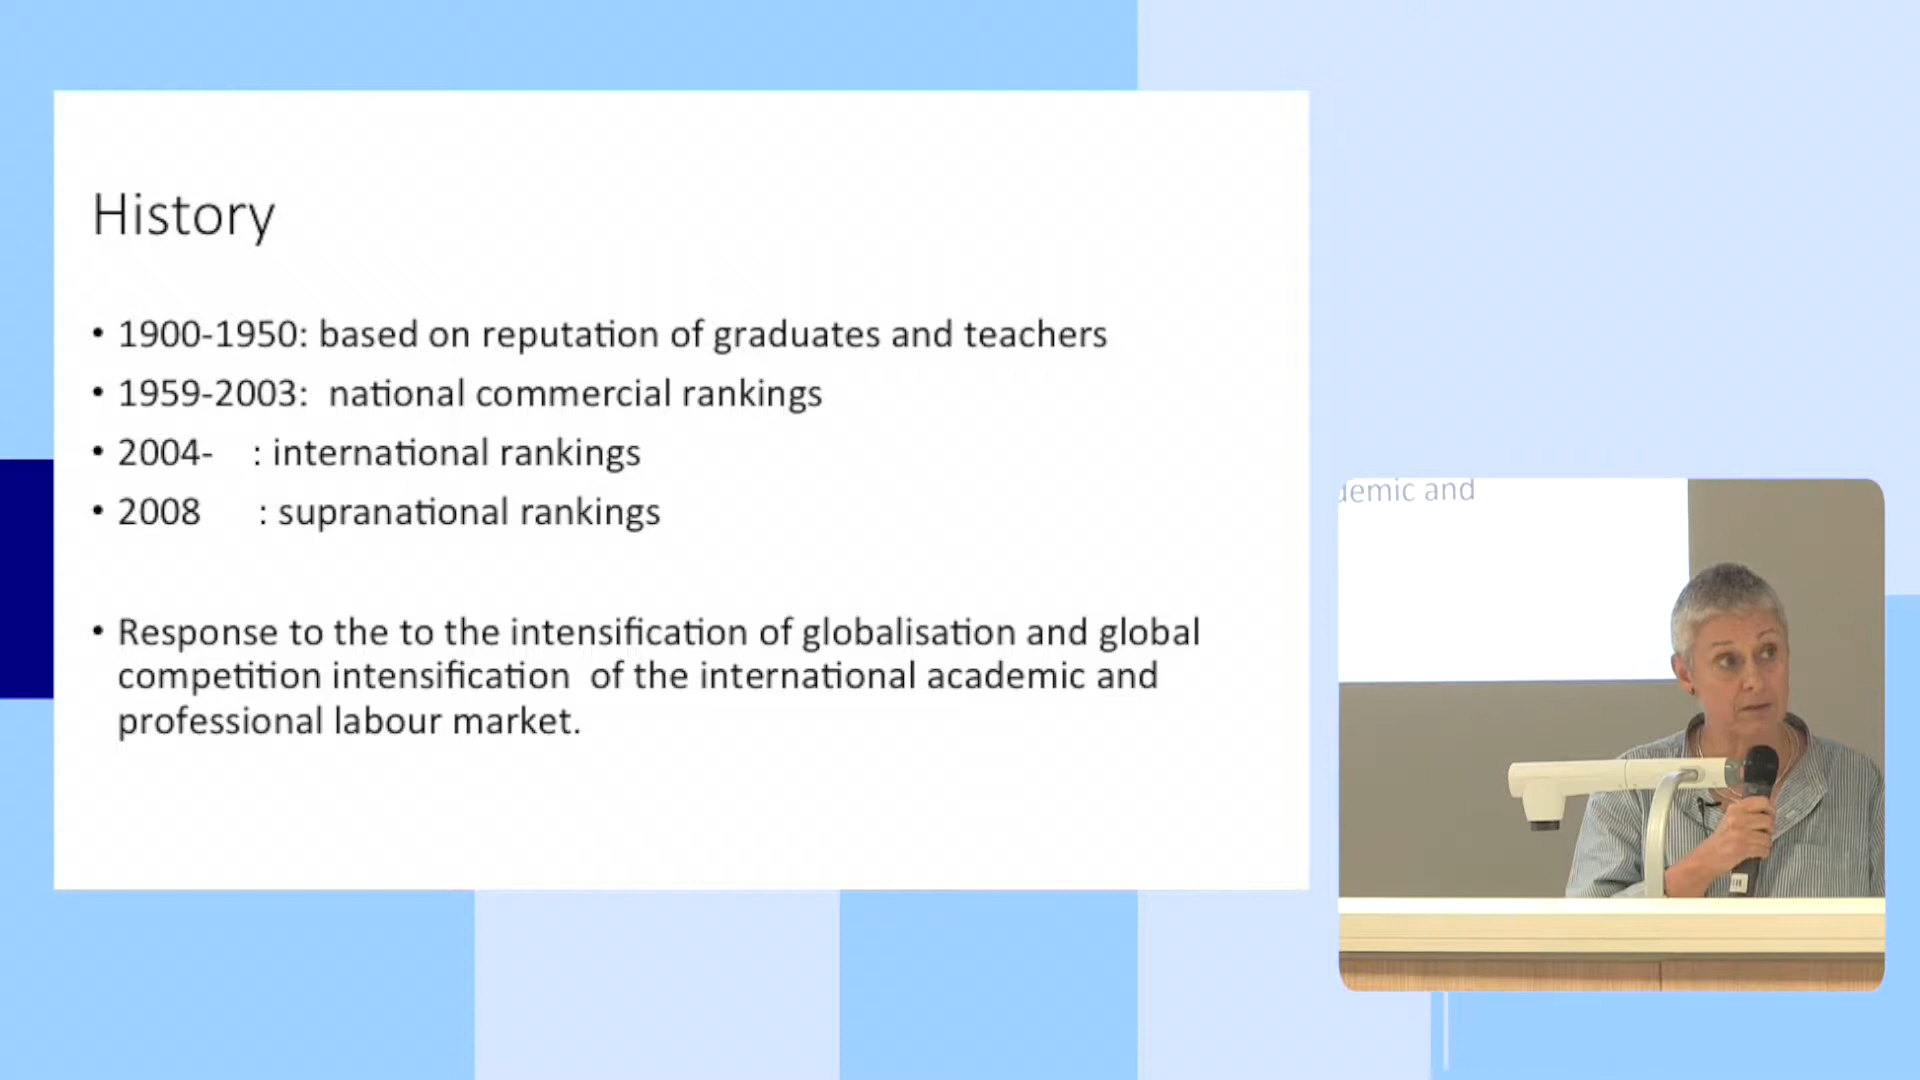 History
• 1900-1950: based on reputation of graduates and teachers
• 1959-2003:  national commercial rankings
• 2004-    : international rankings
• 2008      : supranational rankings
• Response to the to the intensification of globalisation and global
competition intensification  of the international academic and
professional labour market.
demic and